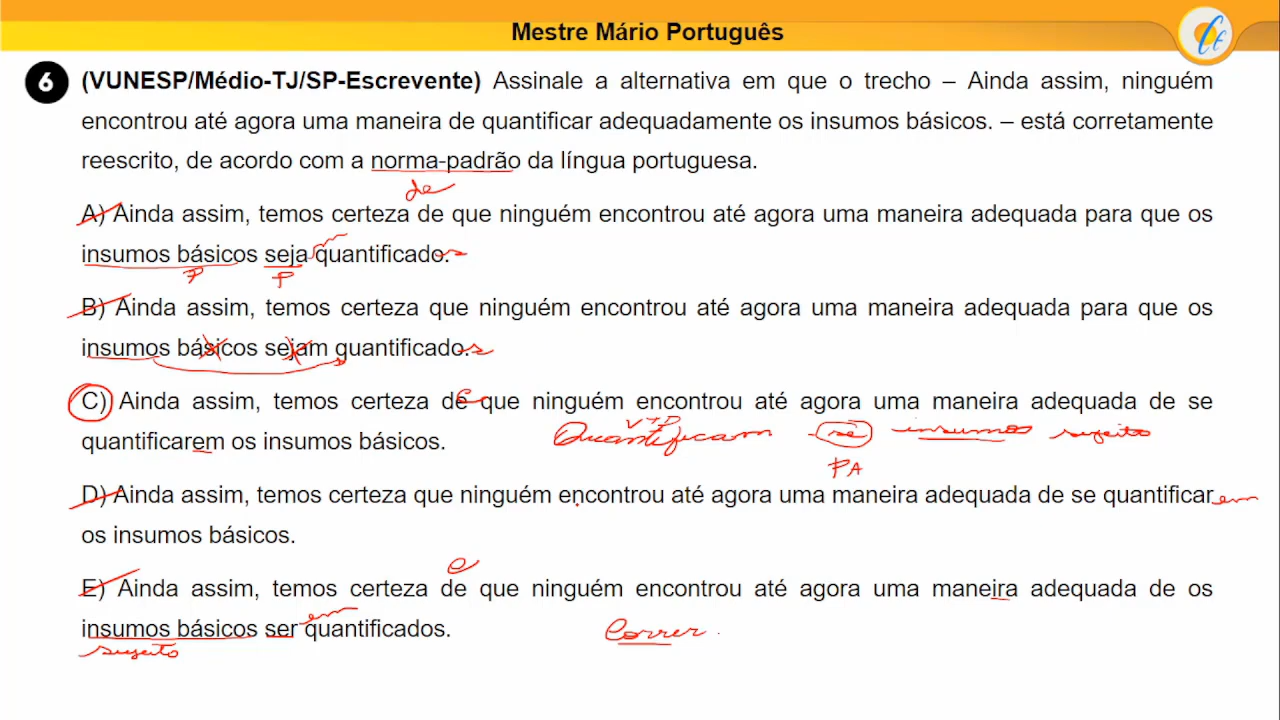 Mestre Mário Português
6 (VUNESP/Médio-TJ/SP-Escrevente) Assinale a alternativa em que o trecho – Ainda assim, ninguém
encontrou até agora uma maneira de quantificar adequadamente os insumos básicos. – está corretamente
reescrito, de acordo com a norma-padrão da língua portuguesa.
de
A) Ainda assim, temos certeza de que ninguém encontrou até agora uma maneira adequada para que os
m
insumos básicos seja quantificado. s
P P
B) Ainda assim, temos certeza que ninguém encontrou até agora uma maneira adequada para que os
insumos básicos sejam quantificado. s
C) Ainda assim, temos certeza de que ninguém encontrou até agora uma maneira adequada de se
quantificarem os insumos básicos.
VTD
Quantificam - se insumos sujeito
PA
D) Ainda assim, temos certeza que ninguém encontrou até agora uma maneira adequada de se quantificar em
os insumos básicos.
e
E) Ainda assim, temos certeza de que ninguém encontrou até agora uma maneira adequada de os
em
insumos básicos ser quantificados. Correr
sujeito